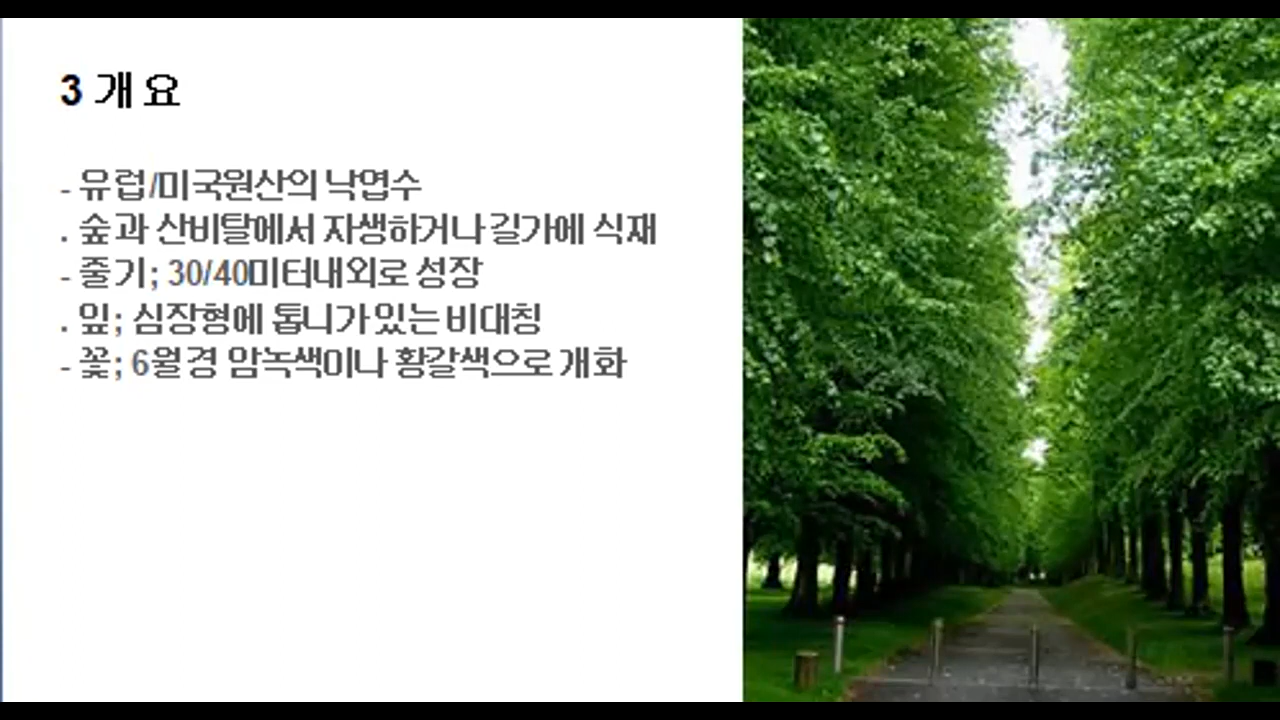 3 개 요
- 유럽/미국원산의 낙엽수
. 숲과 산비탈에서 자생하거나 길가에 식재
- 줄기; 30/40미터내외로 성장
. 잎; 심장형에 톱니가 있는 비대칭
- 꽃; 6월경 암녹색이나 황갈색으로 개화